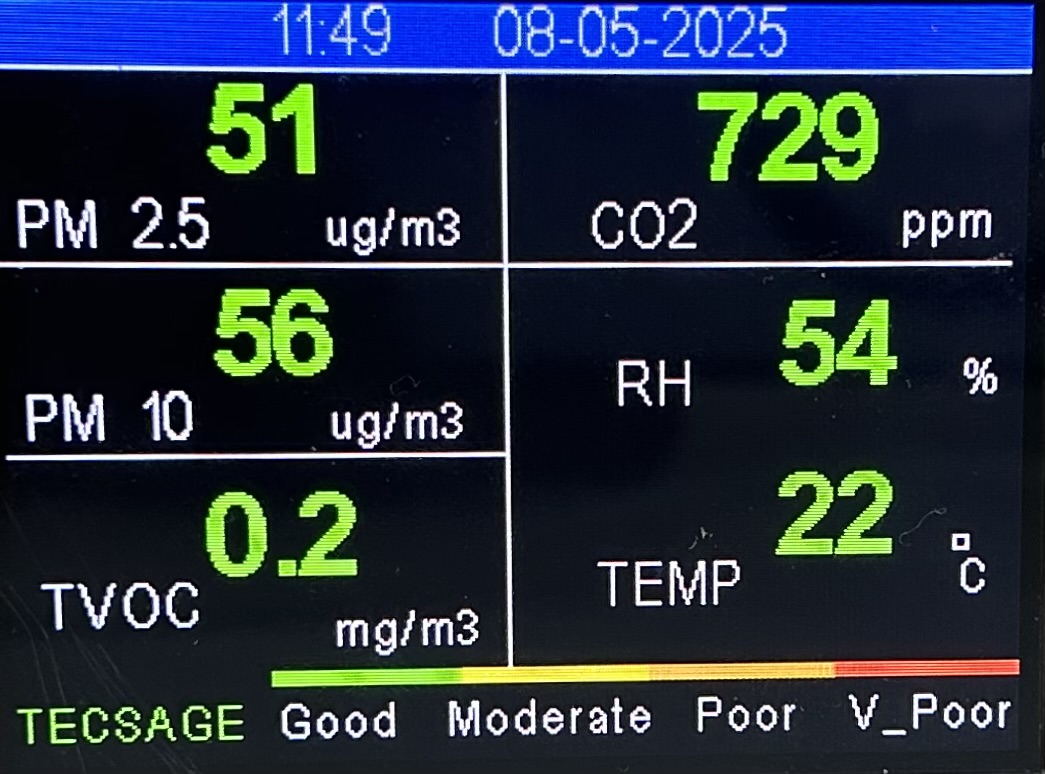 11:49 08-05-2025
51
PM 2.5 ug/m3
729
CO2 ppm
56
PM 10 ug/m3
RH 54 %
0.2
TVOC mg/m3
22
TEMP °C
TECSAGE Good Moderate Poor V_Poor